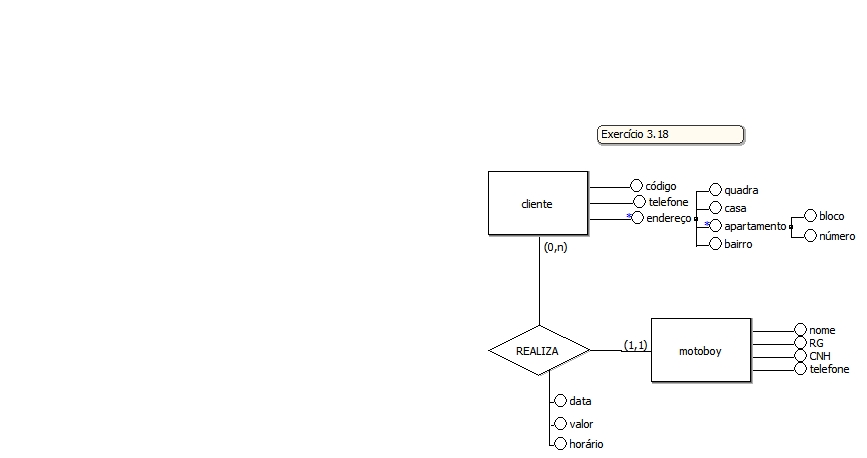 Exercício 3.18
cliente
código
telefone
* endereço
quadra
casa
* apartamento
bairro
bloco
número
(0,n)
REALIZA
(1,1)
motoboy
nome
RG
CNH
telefone
data
valor
horário